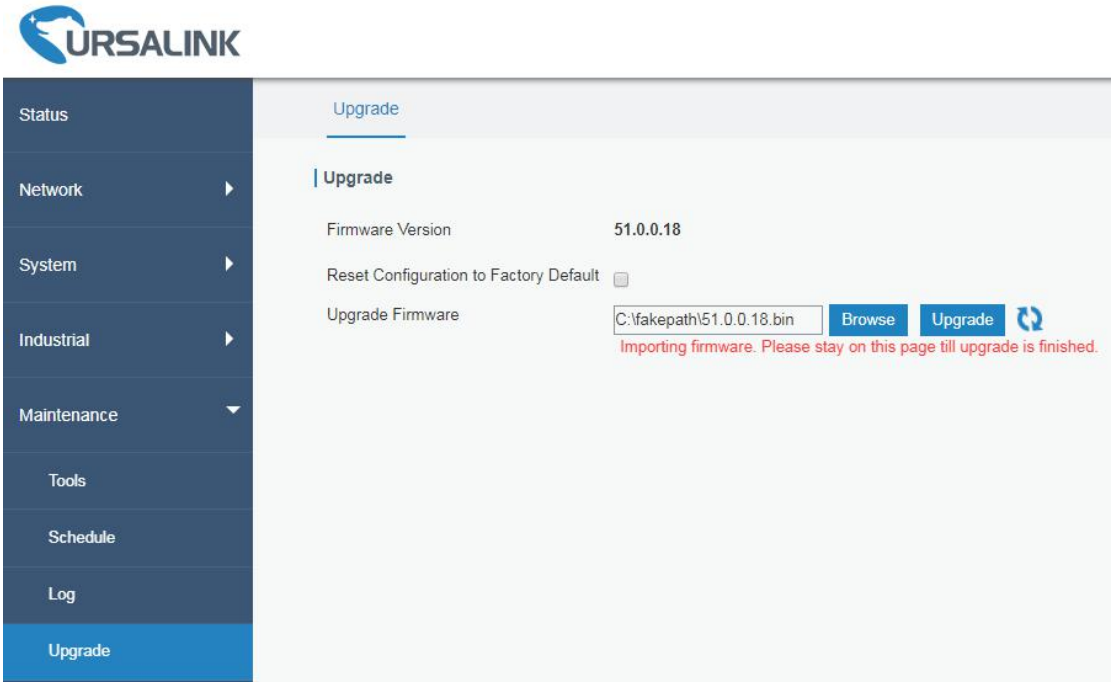 URSALINK
Status
Network
System
Industrial
Maintenance
Tools
Schedule
Log
Upgrade
Upgrade
Upgrade
Firmware Version 51.0.0.18
Reset Configuration to Factory Default
Upgrade Firmware C:\fakepath\51.0.0.18.bin Browse Upgrade
Importing firmware. Please stay on this page till upgrade is finished.